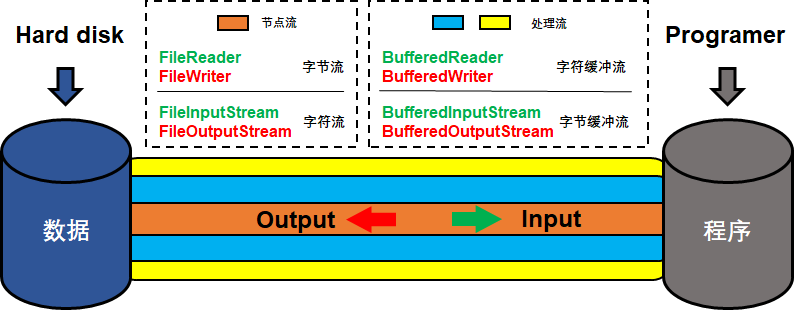 Hard disk
节点流
FileReader
FileWriter
字节流
FileInputStream
FileOutputStream
字符流
处理流
BufferedReader
BufferedWriter
字符缓冲流
BufferedInputStream
BufferedOutputStream
字节缓冲流
Programer
数据
Output
Input
程序